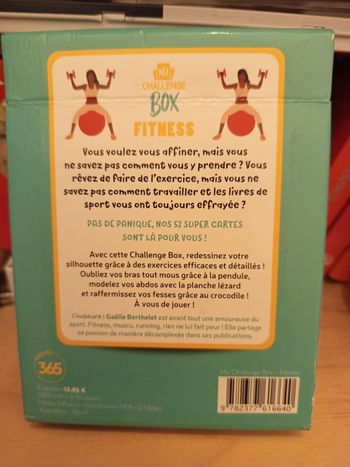 MA
CHALLENGE
BOX
FITNESS
Vous voulez vous affiner, mais vous
ne savez pas comment vous y prendre ? Vous
rêvez de faire de l'exercice, mais vous ne
savez pas comment travailler et les livres de
sport vous ont toujours effrayée ?
PAS DE PANIQUE, NOS 52 SUPER CARTES
SONT LÀ POUR VOUS !
Avec cette Challenge Box, redessinez votre
silhouette grâce à des exercices efficaces et détaillés !
Oubliez vos bras tout mous grâce à la pendule,
modelez vos abdos avec la planche lézard
et raffermissez vos fesses grâce au crocodile !
À vous de jouer !
L'auteure : Gaëlle Berthelet est avant tout une amoureuse du
sport. Fitness, muscu, running, rien ne lui fait peur ! Elle partage
sa passion de manière décomplexée dans ses publications.
365
France : 12,95 €
Ma Challenge Box - Fitness
9 782377 616640